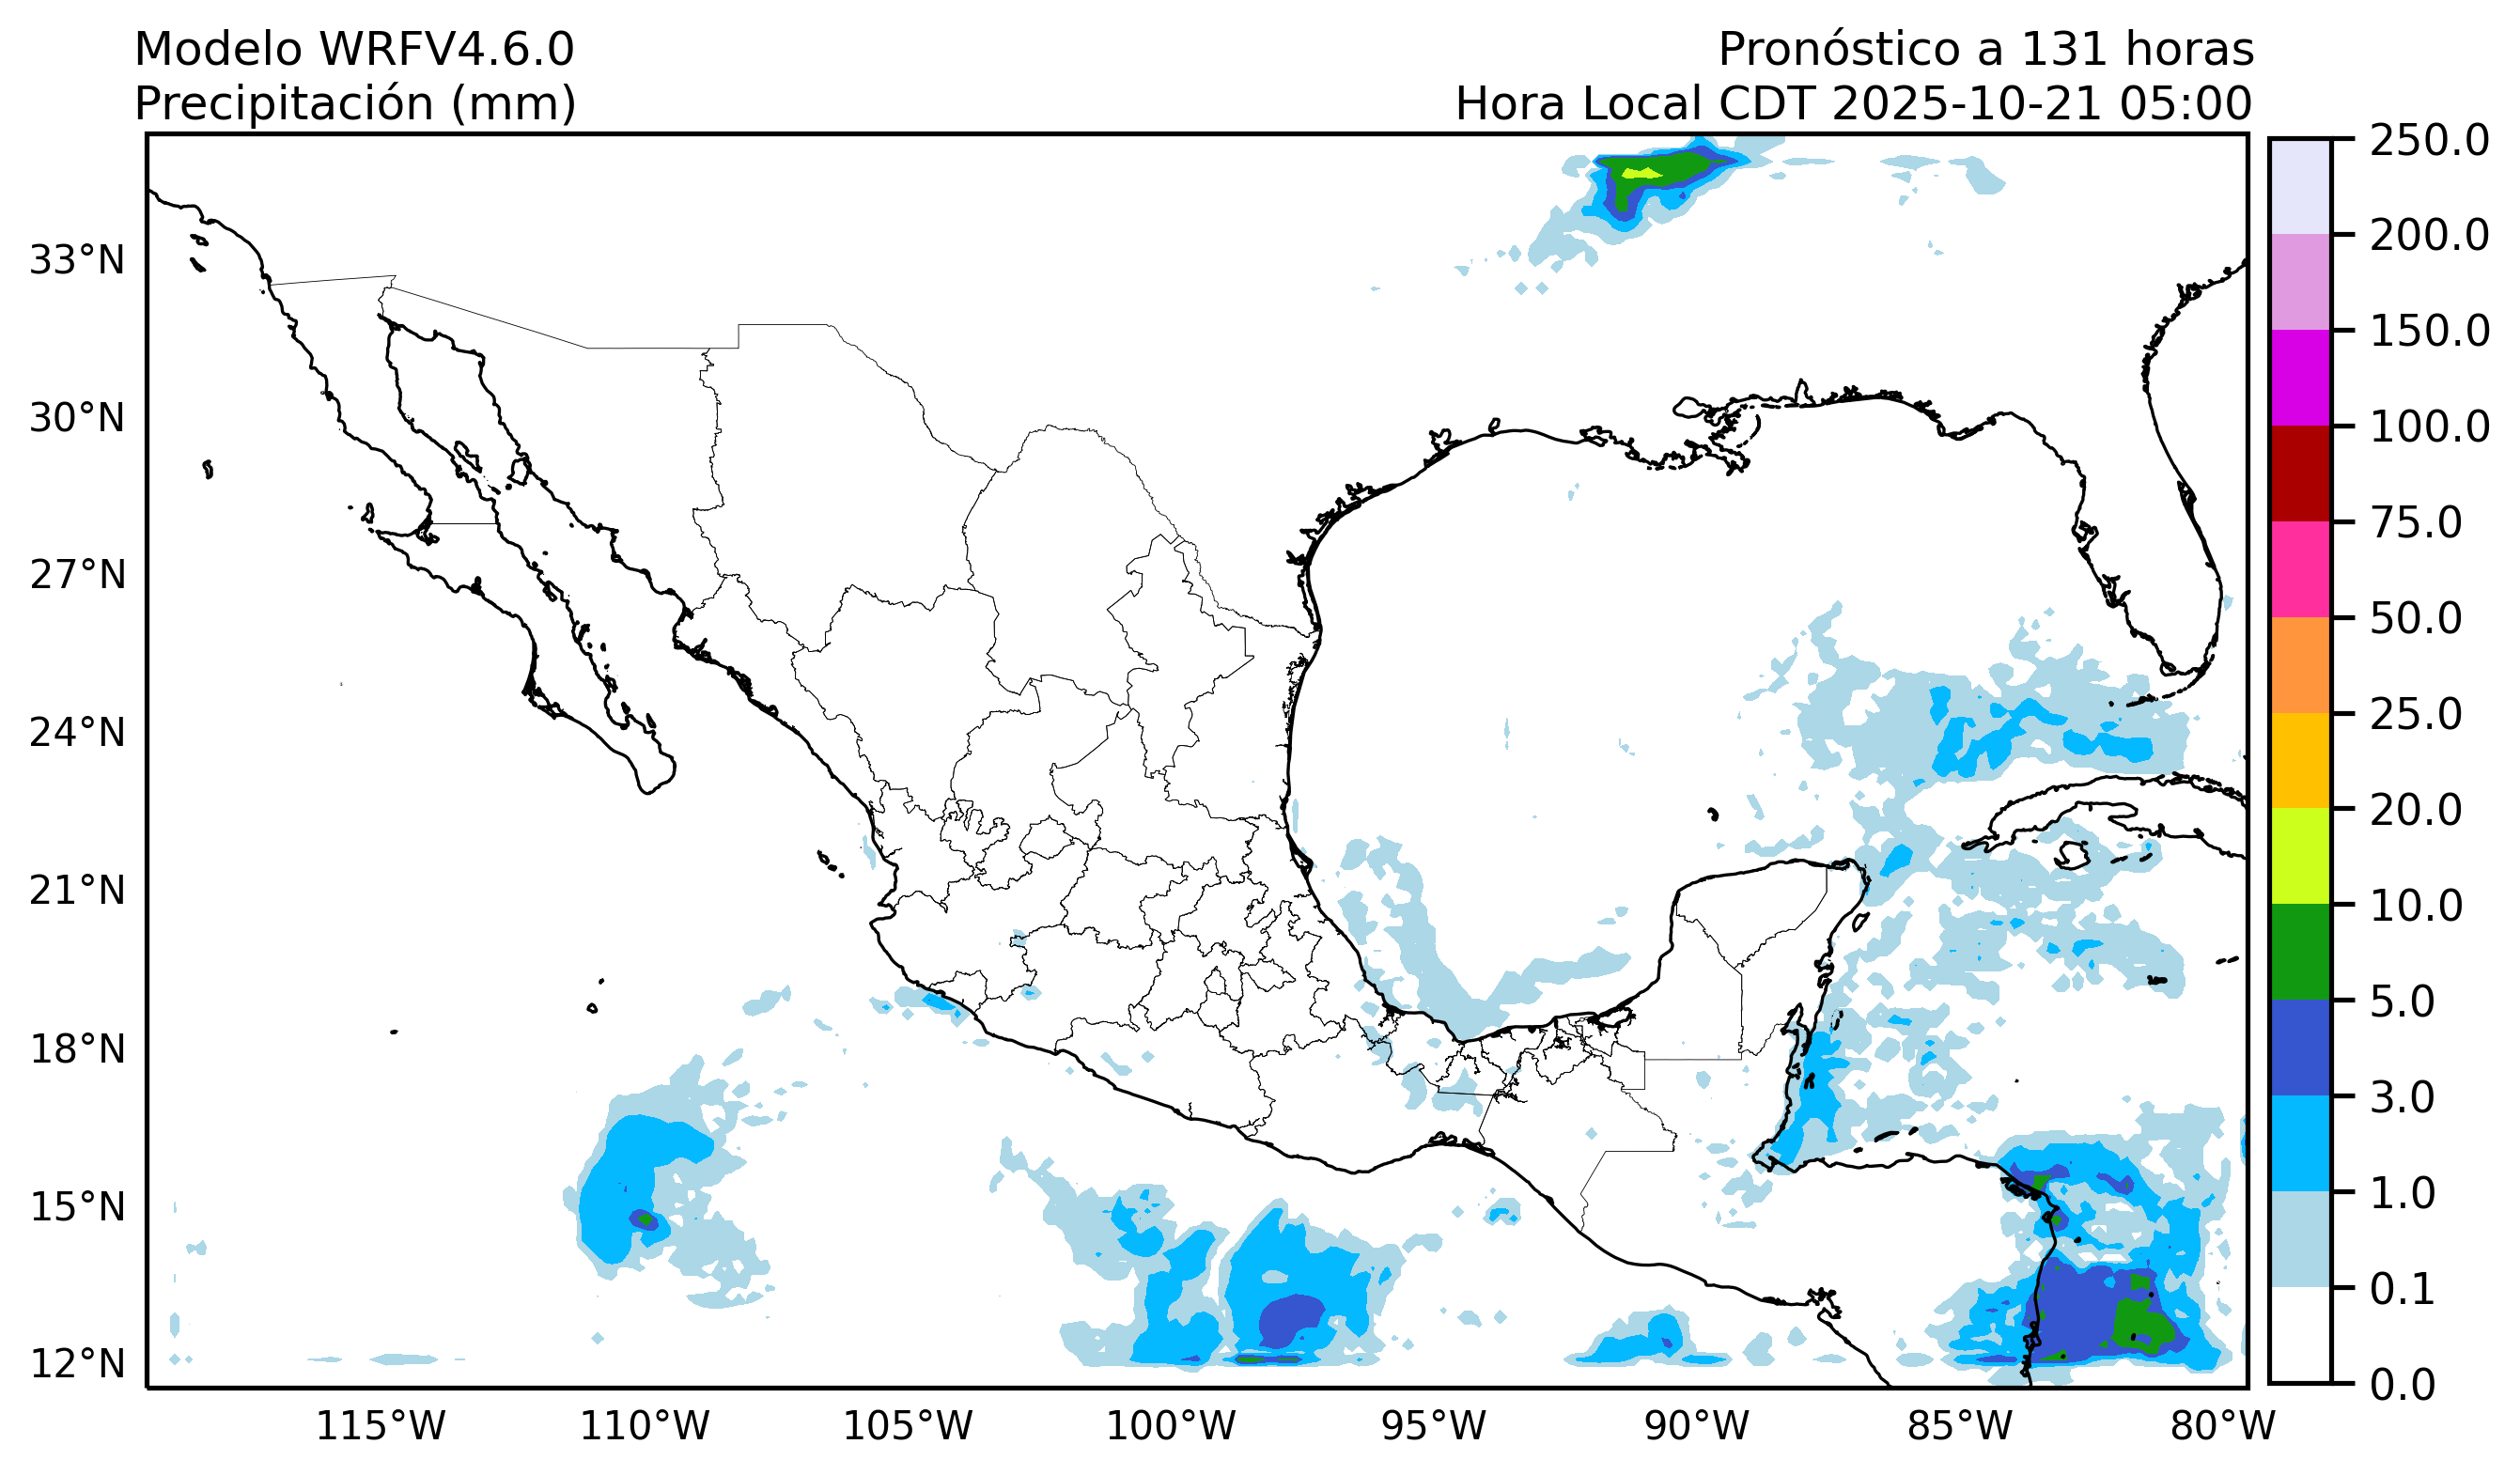 Modelo WRFV4.6.0
Precipitación (mm)
Pronóstico a 131 horas
Hora Local CDT 2025-10-21 05:00
33°N
30°N
27°N
24°N
21°N
18°N
15°N
12°N
115°W
110°W
105°W
100°W
95°W
90°W
85°W
80°W
250.0
200.0
150.0
100.0
75.0
50.0
25.0
20.0
10.0
5.0
3.0
1.0
0.1
0.0